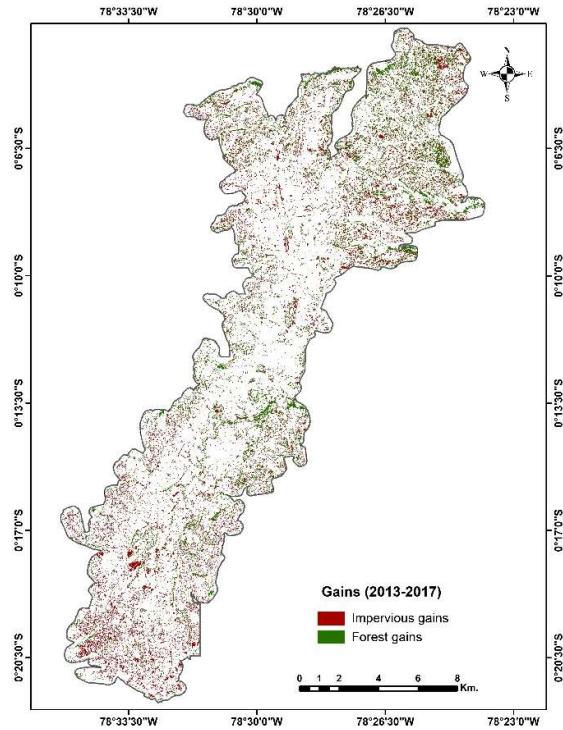 78°33'30"W 78°30'0"W 78°26'30"W 78°23'0"W
N
W E
S
0°6'30"S 0°6'30"S
0°10'0"S 0°10'0"S
0°13'30"S 0°13'30"S
0°17'0"S 0°17'0"S
Gains (2013-2017)
Impervious gains
Forest gains
0°20'30"S 0°20'30"S
0 1 2 4 6 8
Km.
78°33'30"W 78°30'0"W 78°26'30"W 78°23'0"W